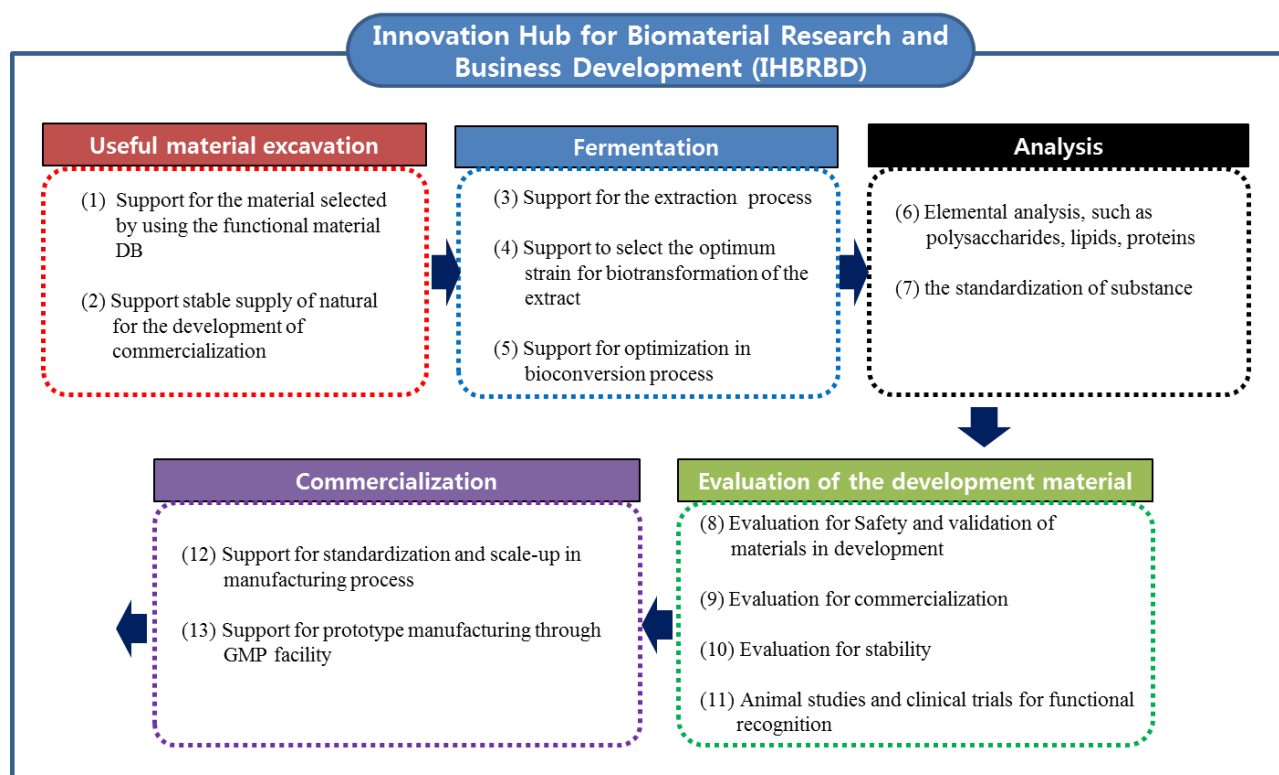 Innovation Hub for Biomaterial Research and
Business Development (IHBRBD)
Useful material excavation
(1) Support for the material selected
by using the functional material
DB
(2) Support stable supply of natural
for the development of
commercialization
Fermentation
(3) Support for the extraction process
(4) Support to select the optimum
strain for biotransformation of the
extract
(5) Support for optimization in
bioconversion process
Analysis
(6) Elemental analysis, such as
polysaccharides, lipids, proteins
(7) the standardization of substance
Evaluation of the development material
(8) Evaluation for Safety and validation of
materials in development
(9) Evaluation for commercialization
(10) Evaluation for stability
(11) Animal studies and clinical trials for functional
recognition
Commercialization
(12) Support for standardization and scale-up in
manufacturing process
(13) Support for prototype manufacturing through
GMP facility